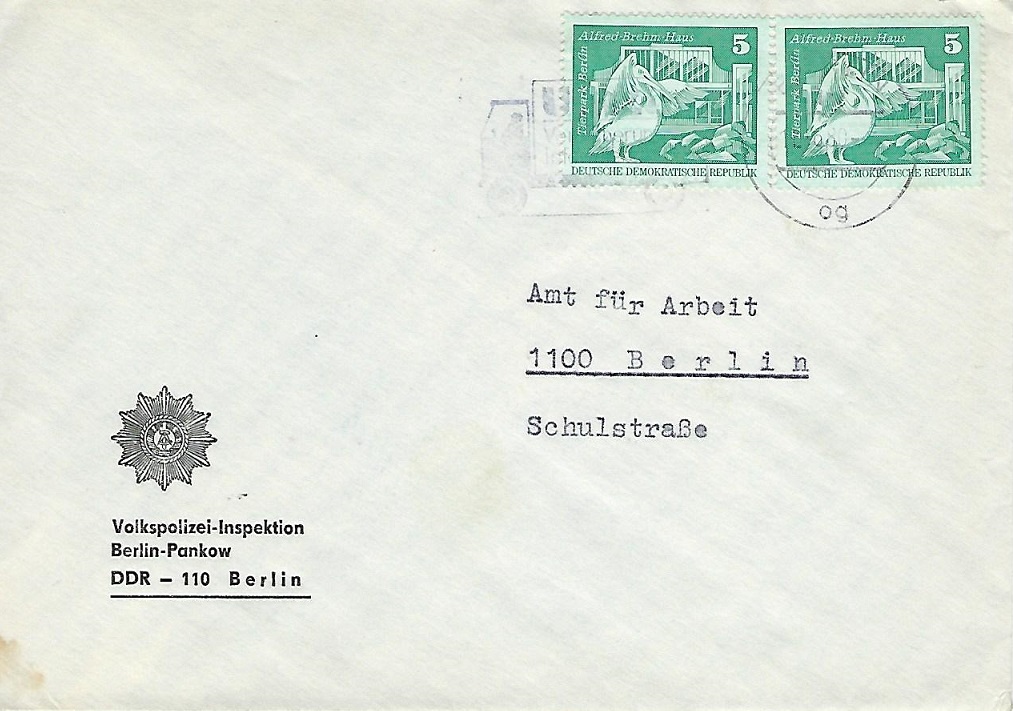 Alfred-Brehm-Haus 5
Tierpark Berlin
DEUTSCHE DEMOKRATISCHE REPUBLIK
Alfred-Brehm-Haus 5
Tierpark Berlin
DEUTSCHE DEMOKRATISCHE REPUBLIK
og
Amt für Arbeit
1100 Berlin
Schulstraße
Volkspolizei-Inspektion
Berlin-Pankow
DDR – 110 Berlin